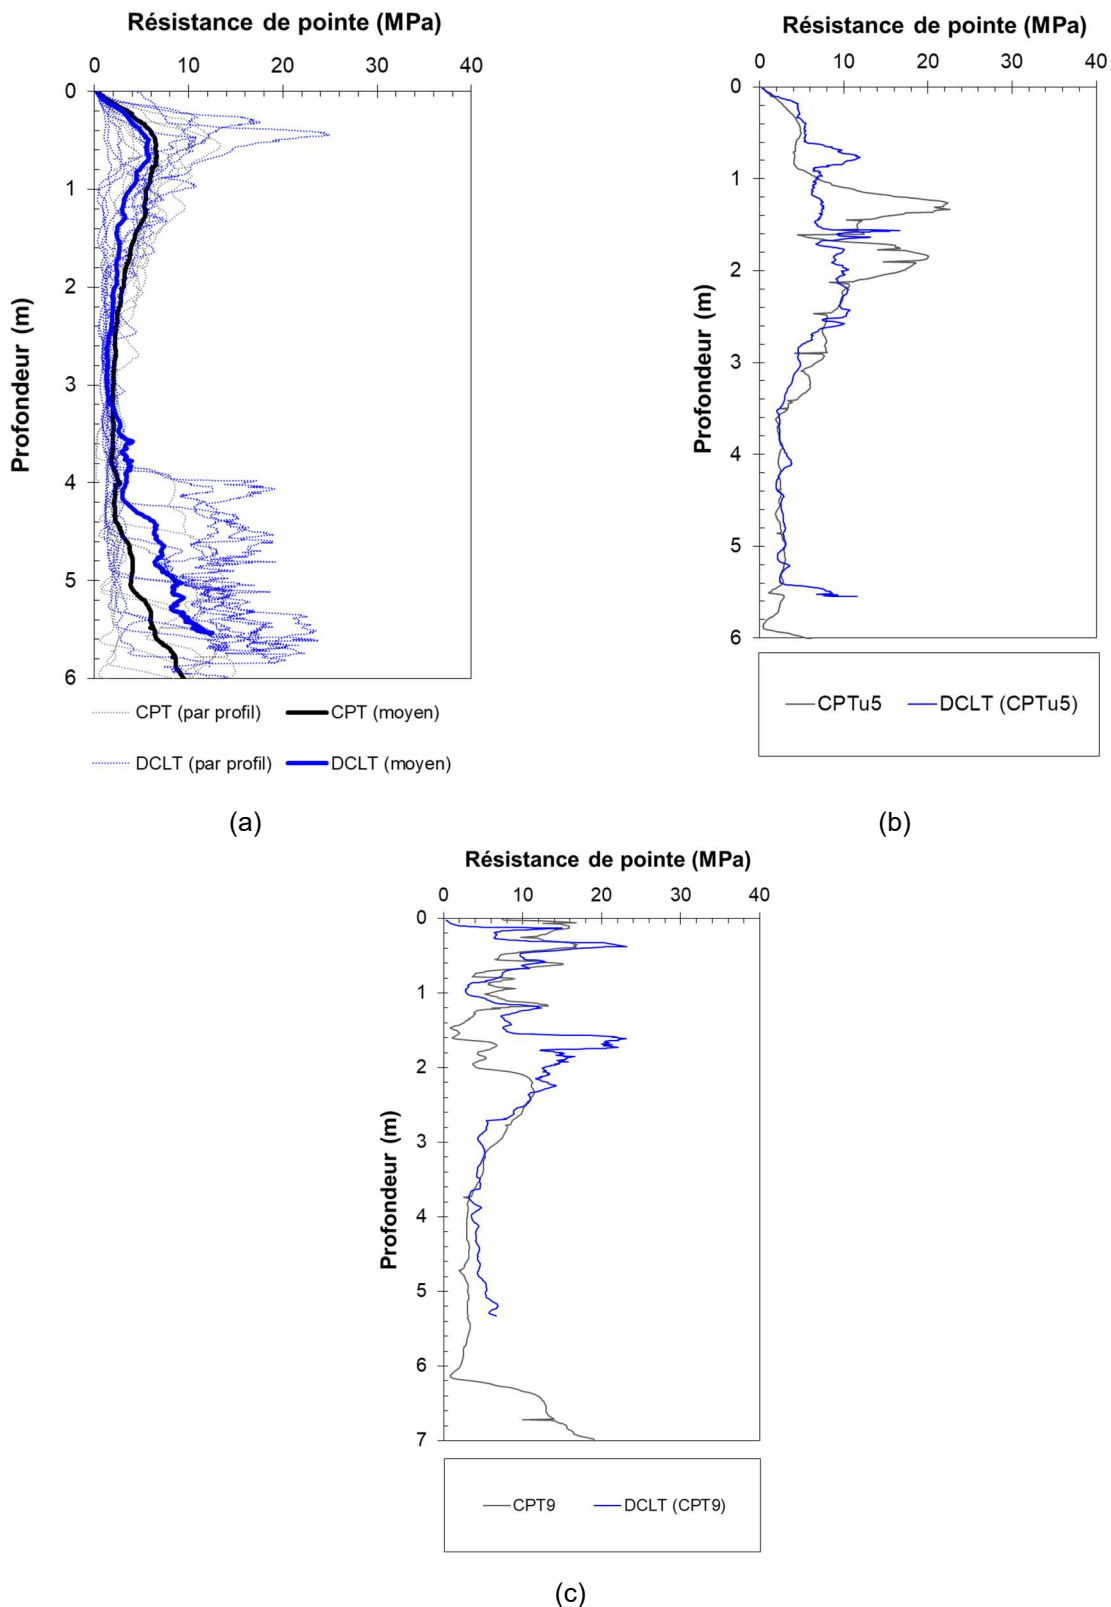 Résistance de pointe (MPa)
0 10 20 30 40
0
1
2
3
4
5
6
Profondeur (m)
CPT (par profil) CPT (moyen)
DCLT (par profil) DCLT (moyen)
(a)
Résistance de pointe (MPa)
0 10 20 30 40
0
1
2
3
4
5
6
Profondeur (m)
CPTu5 DCLT (CPTu5)
(b)
Résistance de pointe (MPa)
0 10 20 30 40
0
1
2
3
4
5
6
7
Profondeur (m)
CPT9 DCLT (CPT9)
(c)